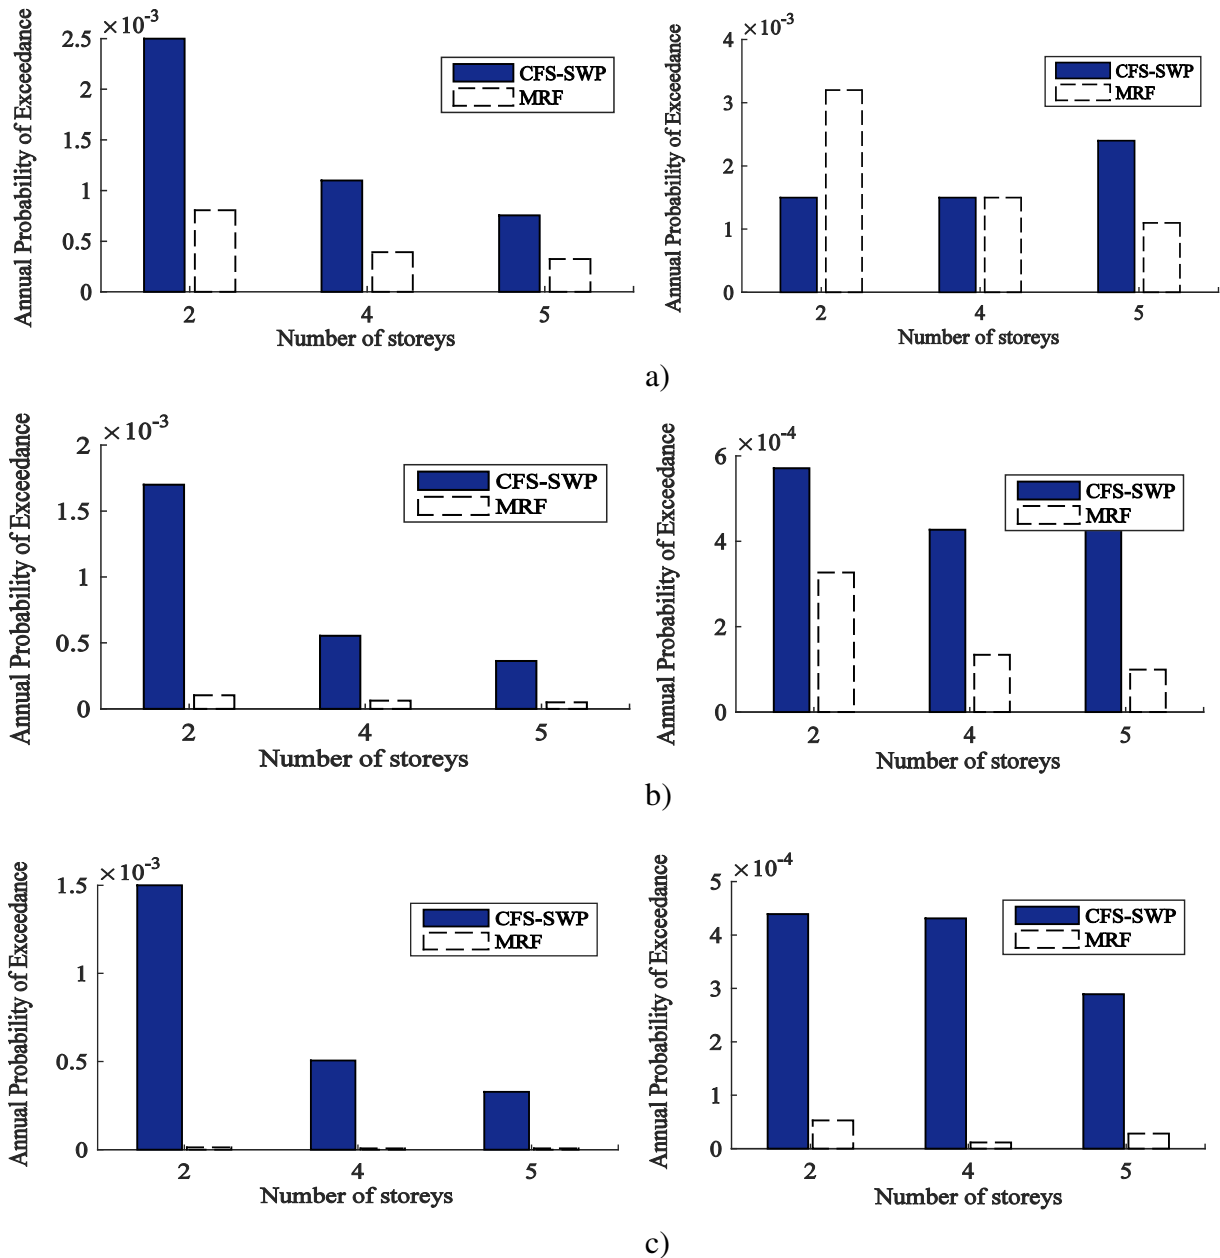 ×10-3
Annual Probability of Exceedance
2.5
2
1.5
1
0.5
0
CFS-SWP
MRF
2 4 5
Number of storeys
×10-3
Annual Probability of Exceedance
4
3
2
1
0
CFS-SWP
MRF
2 4 5
Number of storeys
a)
×10-3
Annual Probability of Exceedance
2
1.5
1
0.5
0
CFS-SWP
MRF
2 4 5
Number of storeys
×10-4
Annual Probability of Exceedance
6
4
2
0
CFS-SWP
MRF
2 4 5
Number of storeys
b)
×10-3
Annual Probability of Exceedance
1.5
1
0.5
0
CFS-SWP
MRF
2 4 5
Number of storeys
×10-4
Annual Probability of Exceedance
5
4
3
2
1
0
CFS-SWP
MRF
2 4 5
Number of storeys
c)